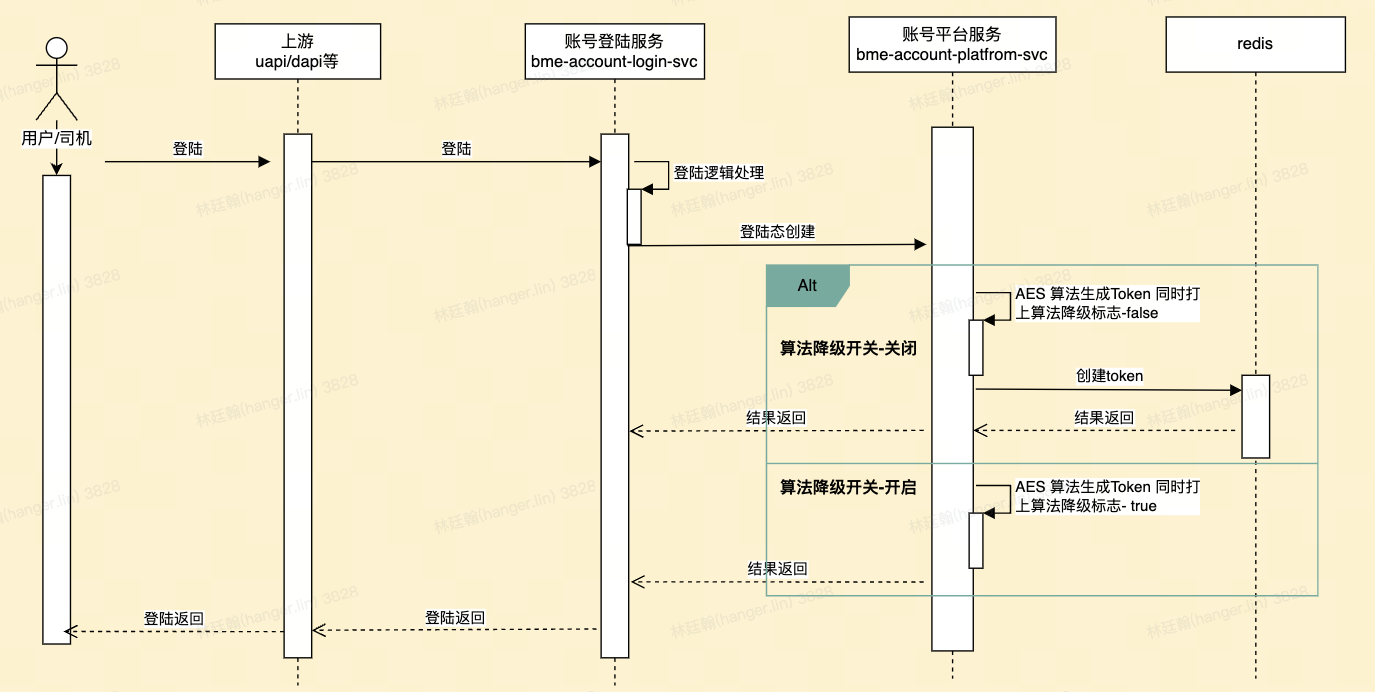 上游
uapi/dapi等
账号登陆服务
bme-account-login-svc
账号平台服务
bme-account-platfrom-svc
redis
用户/司机
登陆
登陆
登陆逻辑处理
登陆态创建
Alt
AES 算法生成Token 同时打
上算法降级标志-false
算法降级开关-关闭
创建token
结果返回
结果返回
算法降级开关-开启
AES 算法生成Token 同时打
上算法降级标志- true
结果返回
登陆返回
登陆返回
林廷翰(hanger.lin) 3828